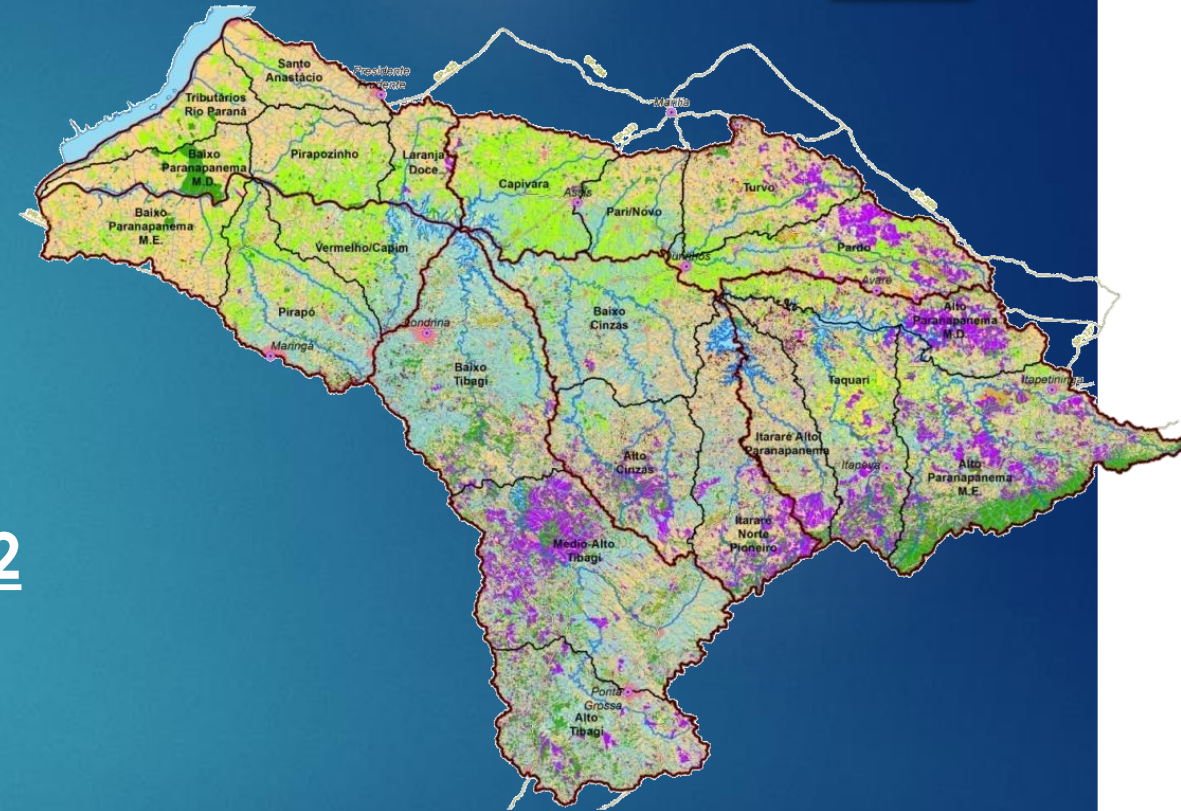 Santo
Anastácio
Presidente
Tributários
Rio Paraná
Marília
Baixo
Paranapanema
M.D.
Pirapozinho
Laranja
Doce
Capivara
Assis
Pari/Novo
Turvo
Baixo
Paranapanema
M.E.
Vermelho/Capim
Pardo
Avaré
Pirapó
Londrina
Maringá
Baixo
Cinzas
Alto
Paranapanema
M.D.
Baixo
Tibagi
Taquari
Itapetininga
Alto
Cinzas
Itararé Alto
Paranapanema
Itapeva
Alto
Paranapanema
M.E.
Itararé
Norte
Pioneiro
2
Médio-Alto
Tibagi
Ponta
Grossa
Alto
Tibagi